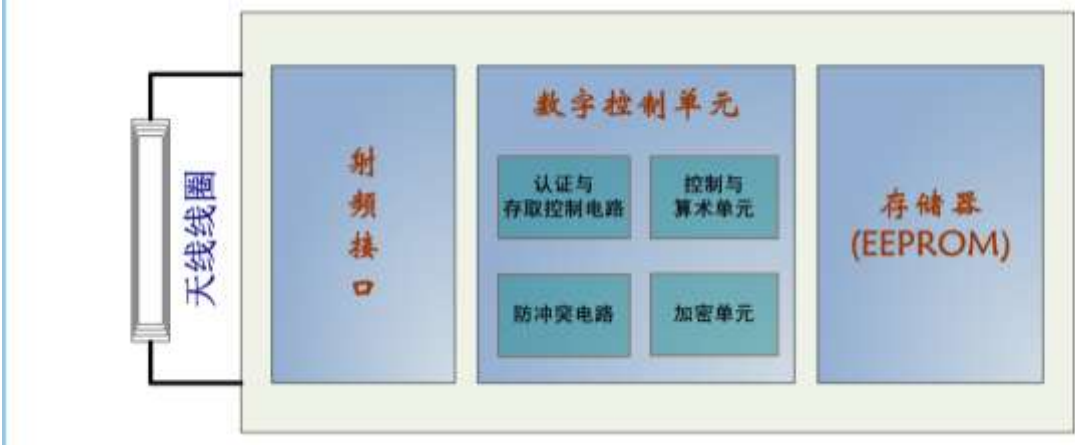 天线线圈
射频接口
数字控制单元
认证与
存取控制电路
控制与
算术单元
防冲突电路
加密单元
存储器
(EEPROM)